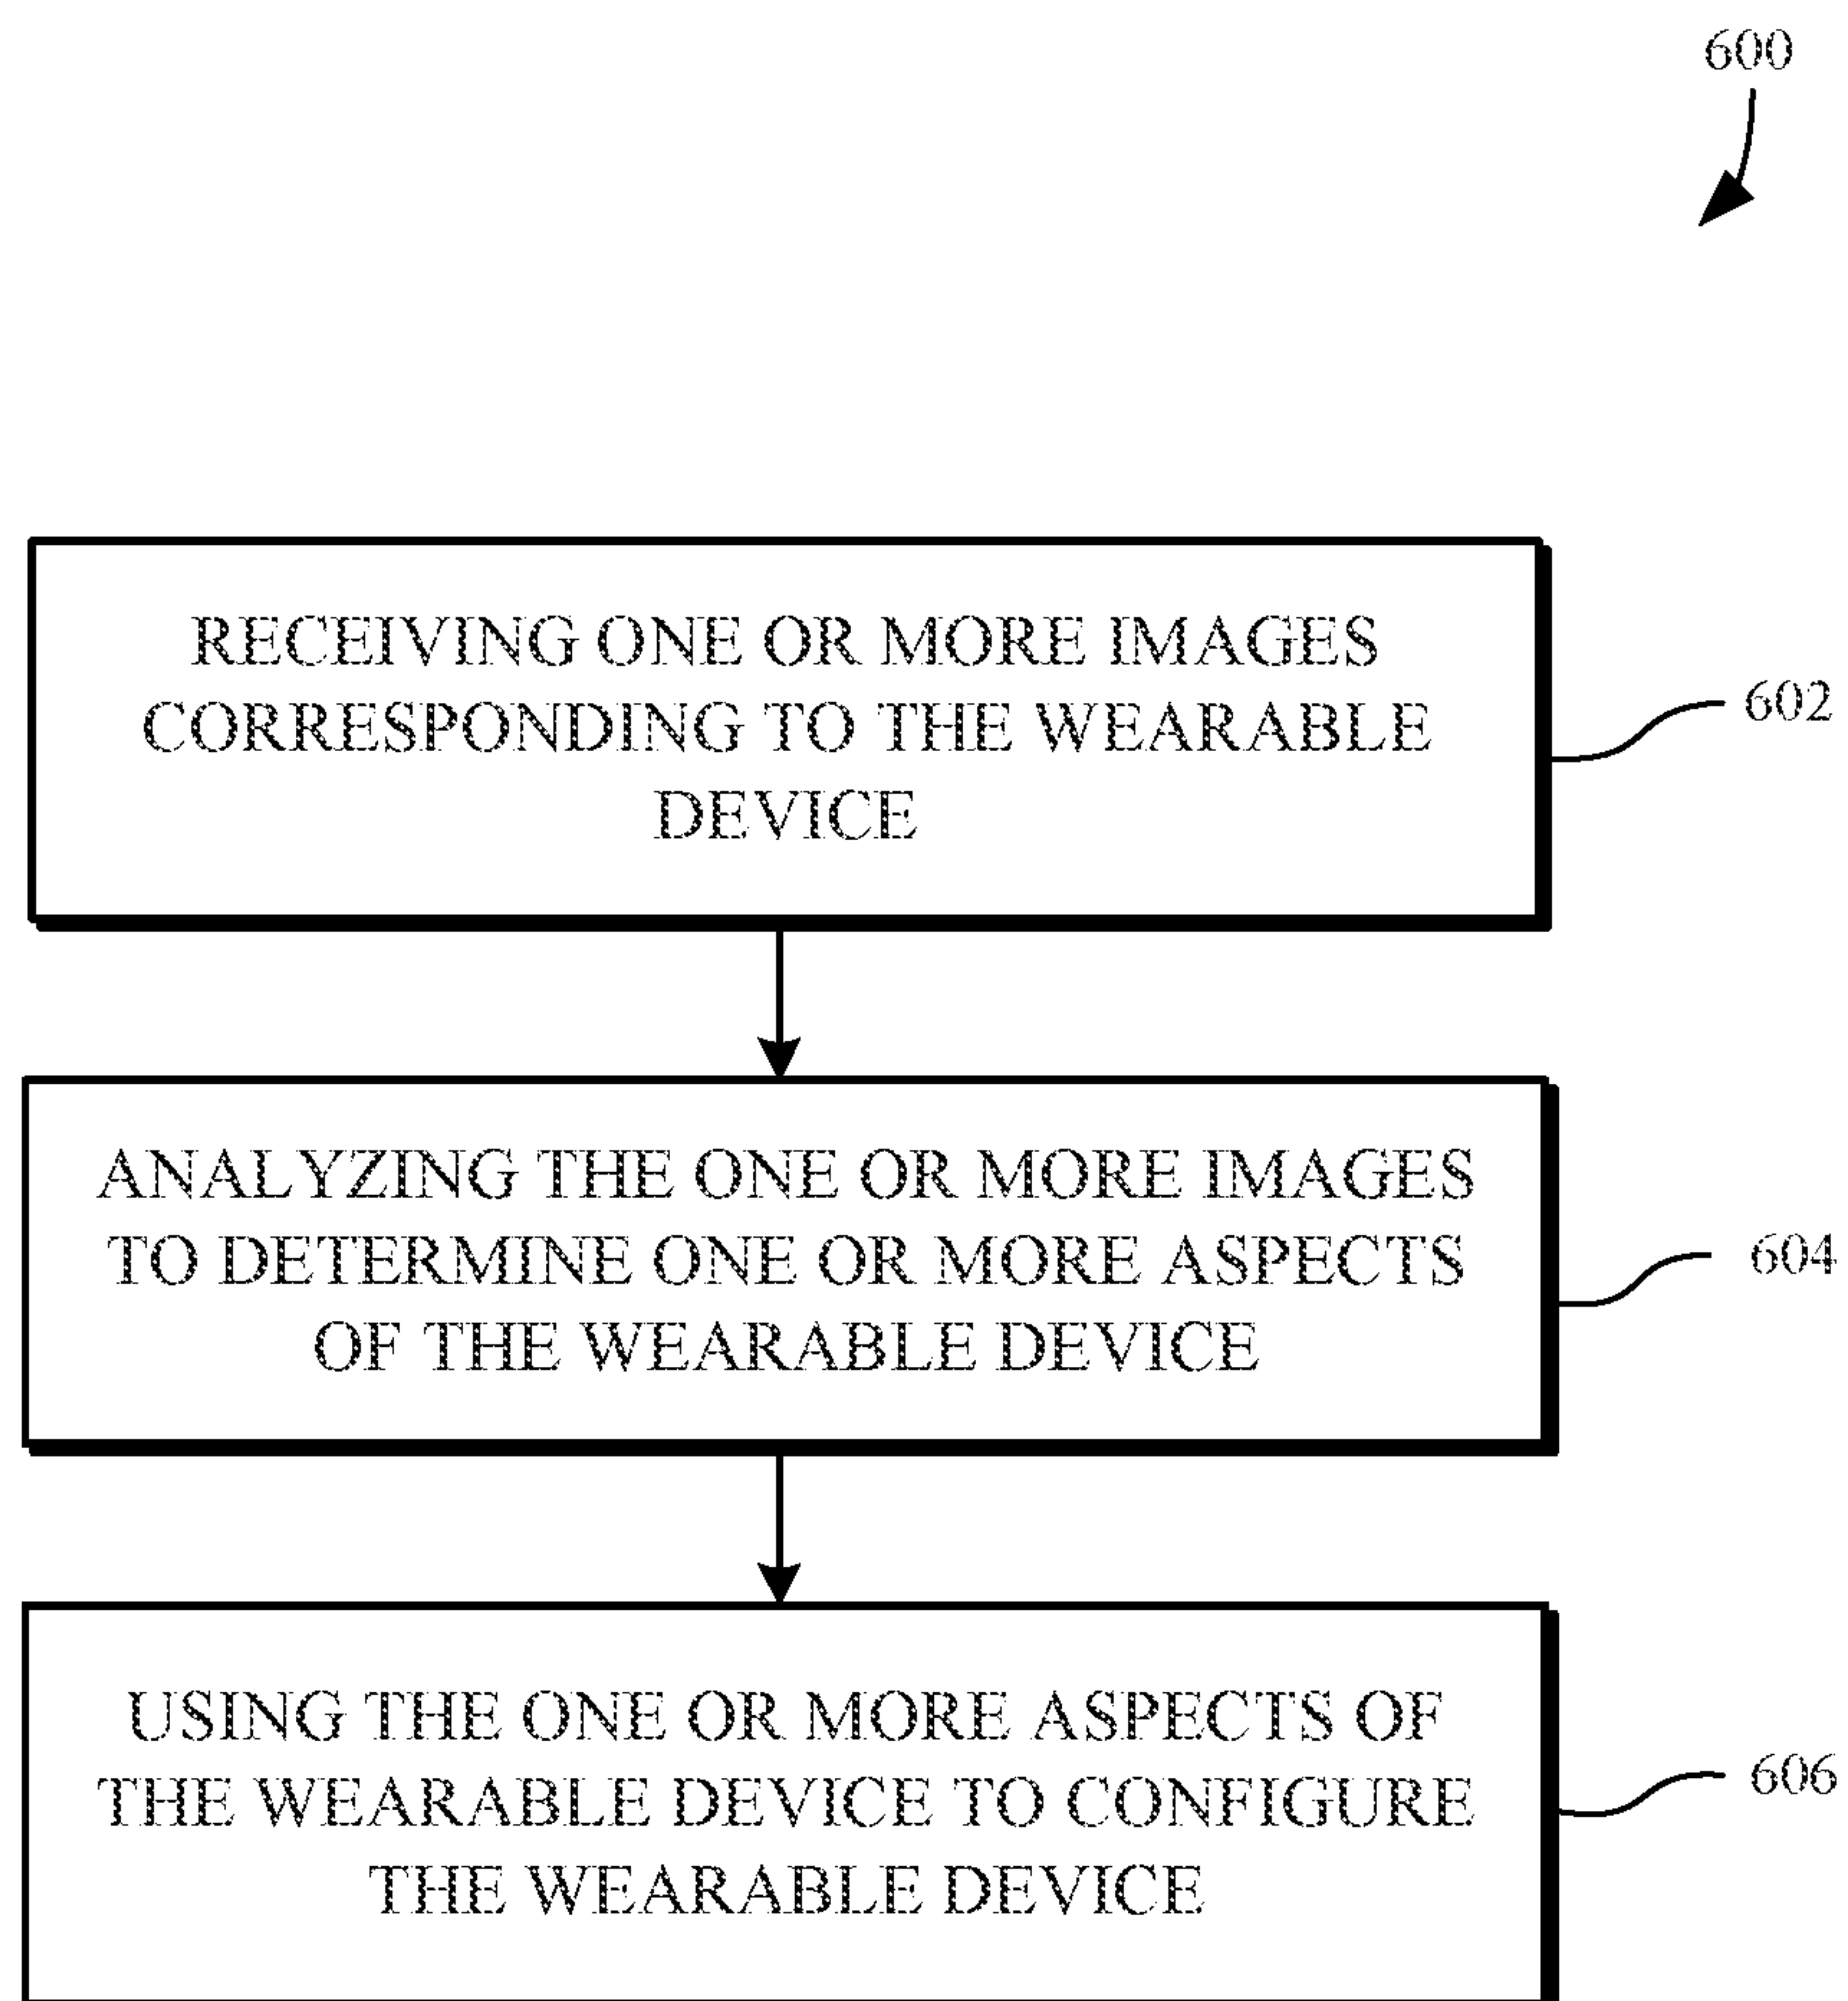 600
RECEIVING ONE OR MORE IMAGES
CORRESPONDING TO THE WEARABLE
DEVICE
602
ANALYZING THE ONE OR MORE IMAGES
TO DETERMINE ONE OR MORE ASPECTS
OF THE WEARABLE DEVICE
604
USING THE ONE OR MORE ASPECTS OF
THE WEARABLE DEVICE TO CONFIGURE
THE WEARABLE DEVICE
606